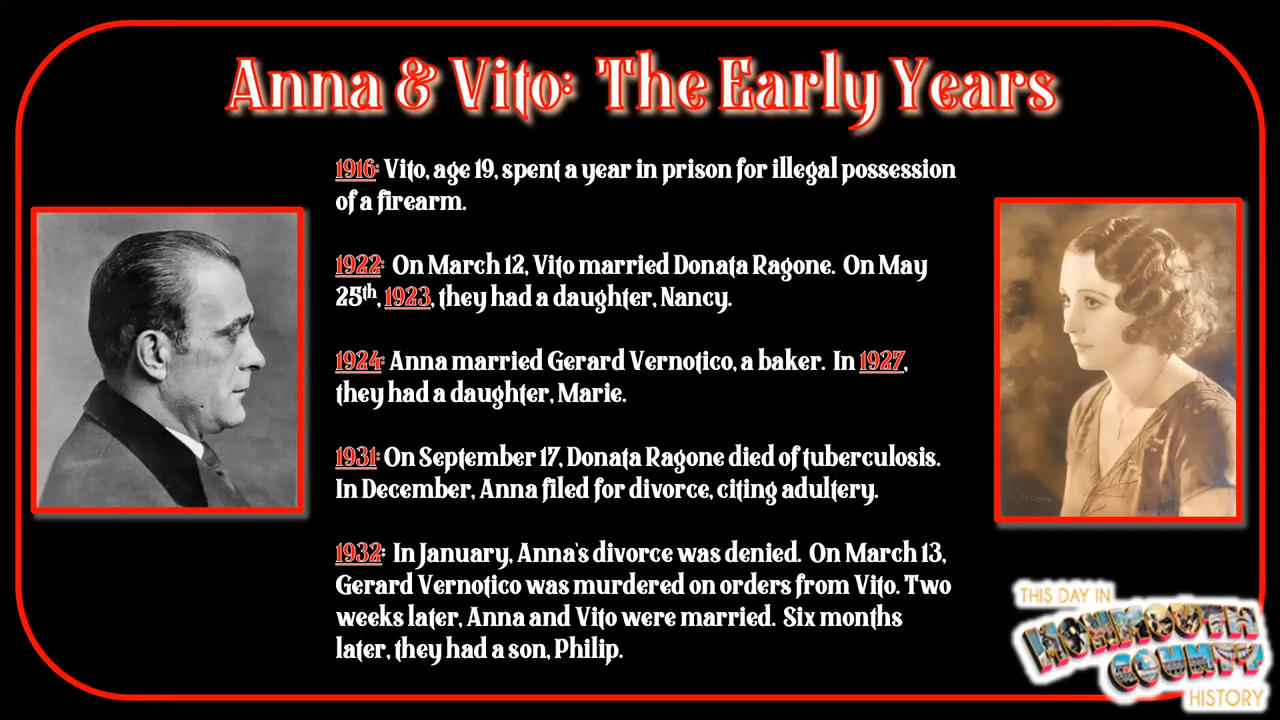 Anna & Vito: The Early Years
1916: Vito, age 19, spent a year in prison for illegal possession
of a firearm.
1922: On March 12, Vito married Donata Ragone. On May
25th, 1923, they had a daughter, Nancy.
1924: Anna married Gerard Vernotico, a baker. In 1927,
they had a daughter, Marie.
1931: On September 17, Donata Ragone died of tuberculosis.
In December, Anna filed for divorce, citing adultery.
1932: In January, Anna's divorce was denied. On March 13,
Gerard Vernotico was murdered on orders from Vito. Two
weeks later, Anna and Vito were married. Six months
later, they had a son, Philip.
THIS DAY IN
MONMOUTH
COUNTY
HISTORY